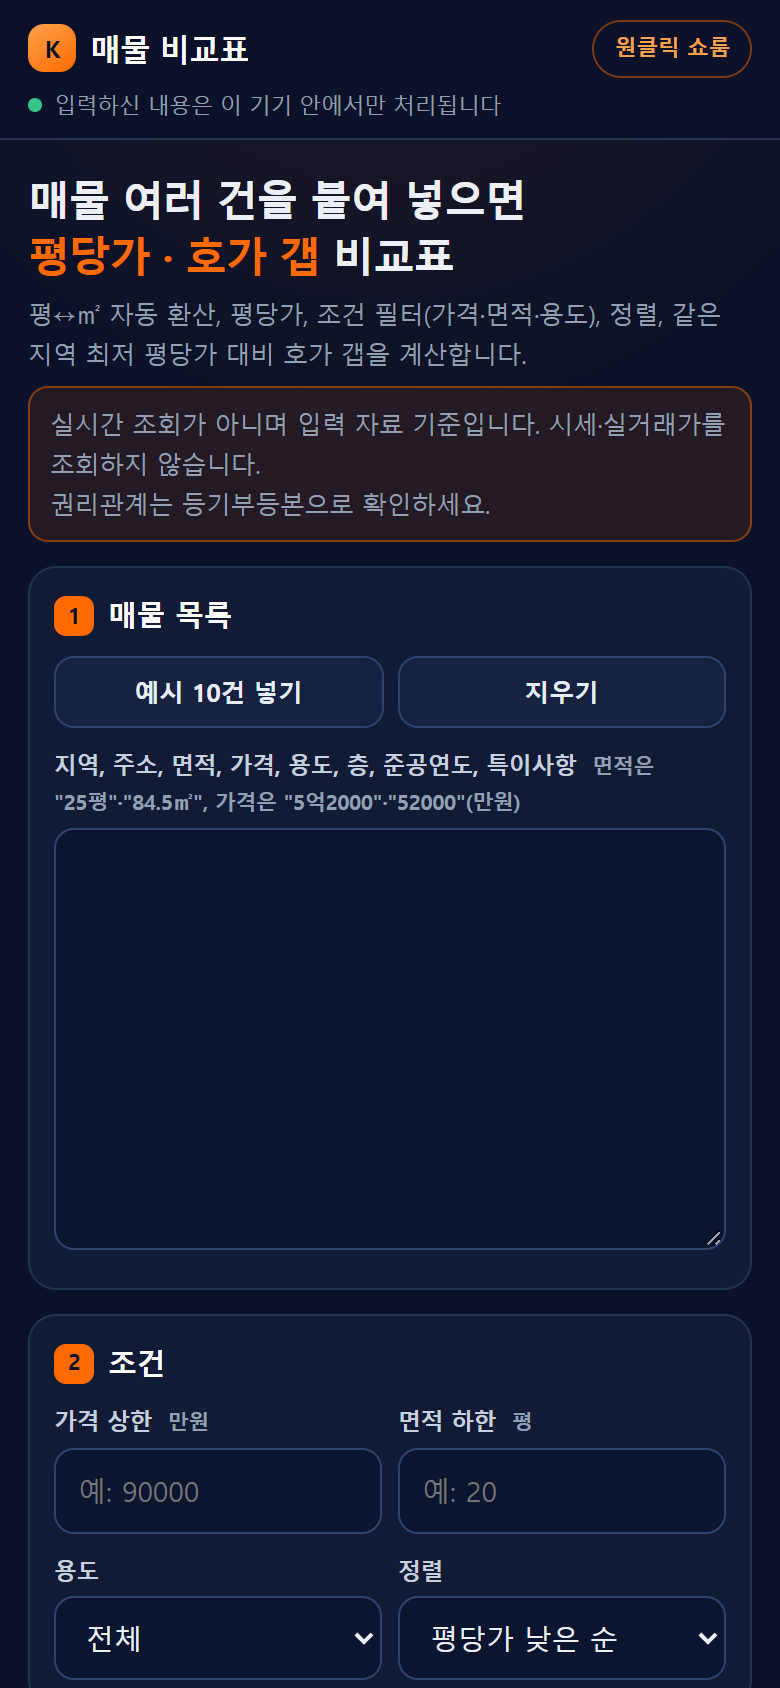 K 매물 비교표
원클릭 쇼룸
입력하신 내용은 이 기기 안에서만 처리됩니다
매물 여러 건을 붙여 넣으면
평당가 · 호가 갭 비교표
평↔㎡ 자동 환산, 평당가, 조건 필터(가격·면적·용도), 정렬, 같은
지역 최저 평당가 대비 호가 갭을 계산합니다.
실시간 조회가 아니며 입력 자료 기준입니다. 시세·실거래가를
조회하지 않습니다.
권리관계는 등기부등본으로 확인하세요.
1 매물 목록
예시 10건 넣기
지우기
지역, 주소, 면적, 가격, 용도, 층, 준공연도, 특이사항 면적은
"25평"·"84.5㎡", 가격은 "5억2000"·"52000"(만원)
2 조건
가격 상한 만원
면적 하한 평
예: 90000
예: 20
용도
정렬
전체
평당가 낮은 순